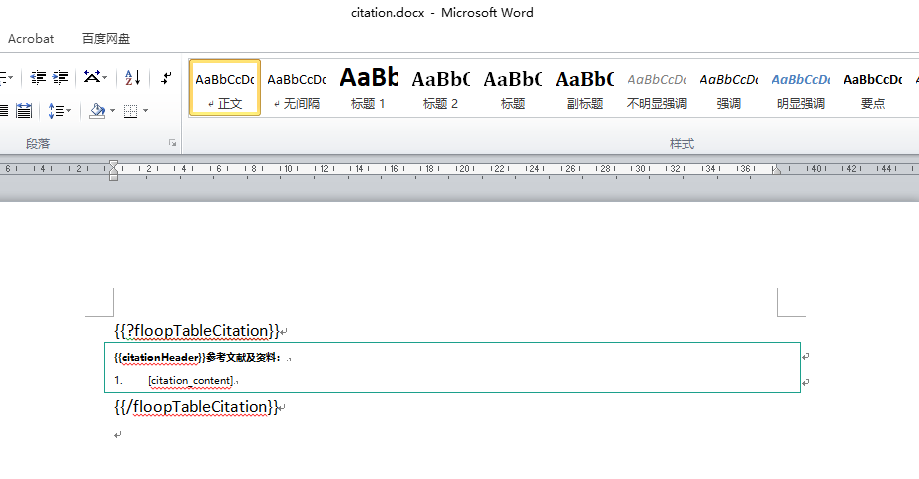 citation.docx - Microsoft Word
Acrobat 百度网盘
AaBbCcDc AaBbCcDc AaBb AaBbC AaBbC AaBbC AaBbCcDc AaBbCcDc AaBbCcDc AaBbCcDc
正文 无间隔 标题 1 标题 2 标题 副标题 不明显强调 强调 明显强调 要点
段落 样式
6 4 2 2 4 6 8 10 12 14 16 18 20 22 24 26 28 30 32 34 36 40 42 44
{{?floopTableCitation}}
{{citationHeader}}参考文献及资料：
1. [citation_content]
{{/floopTableCitation}}